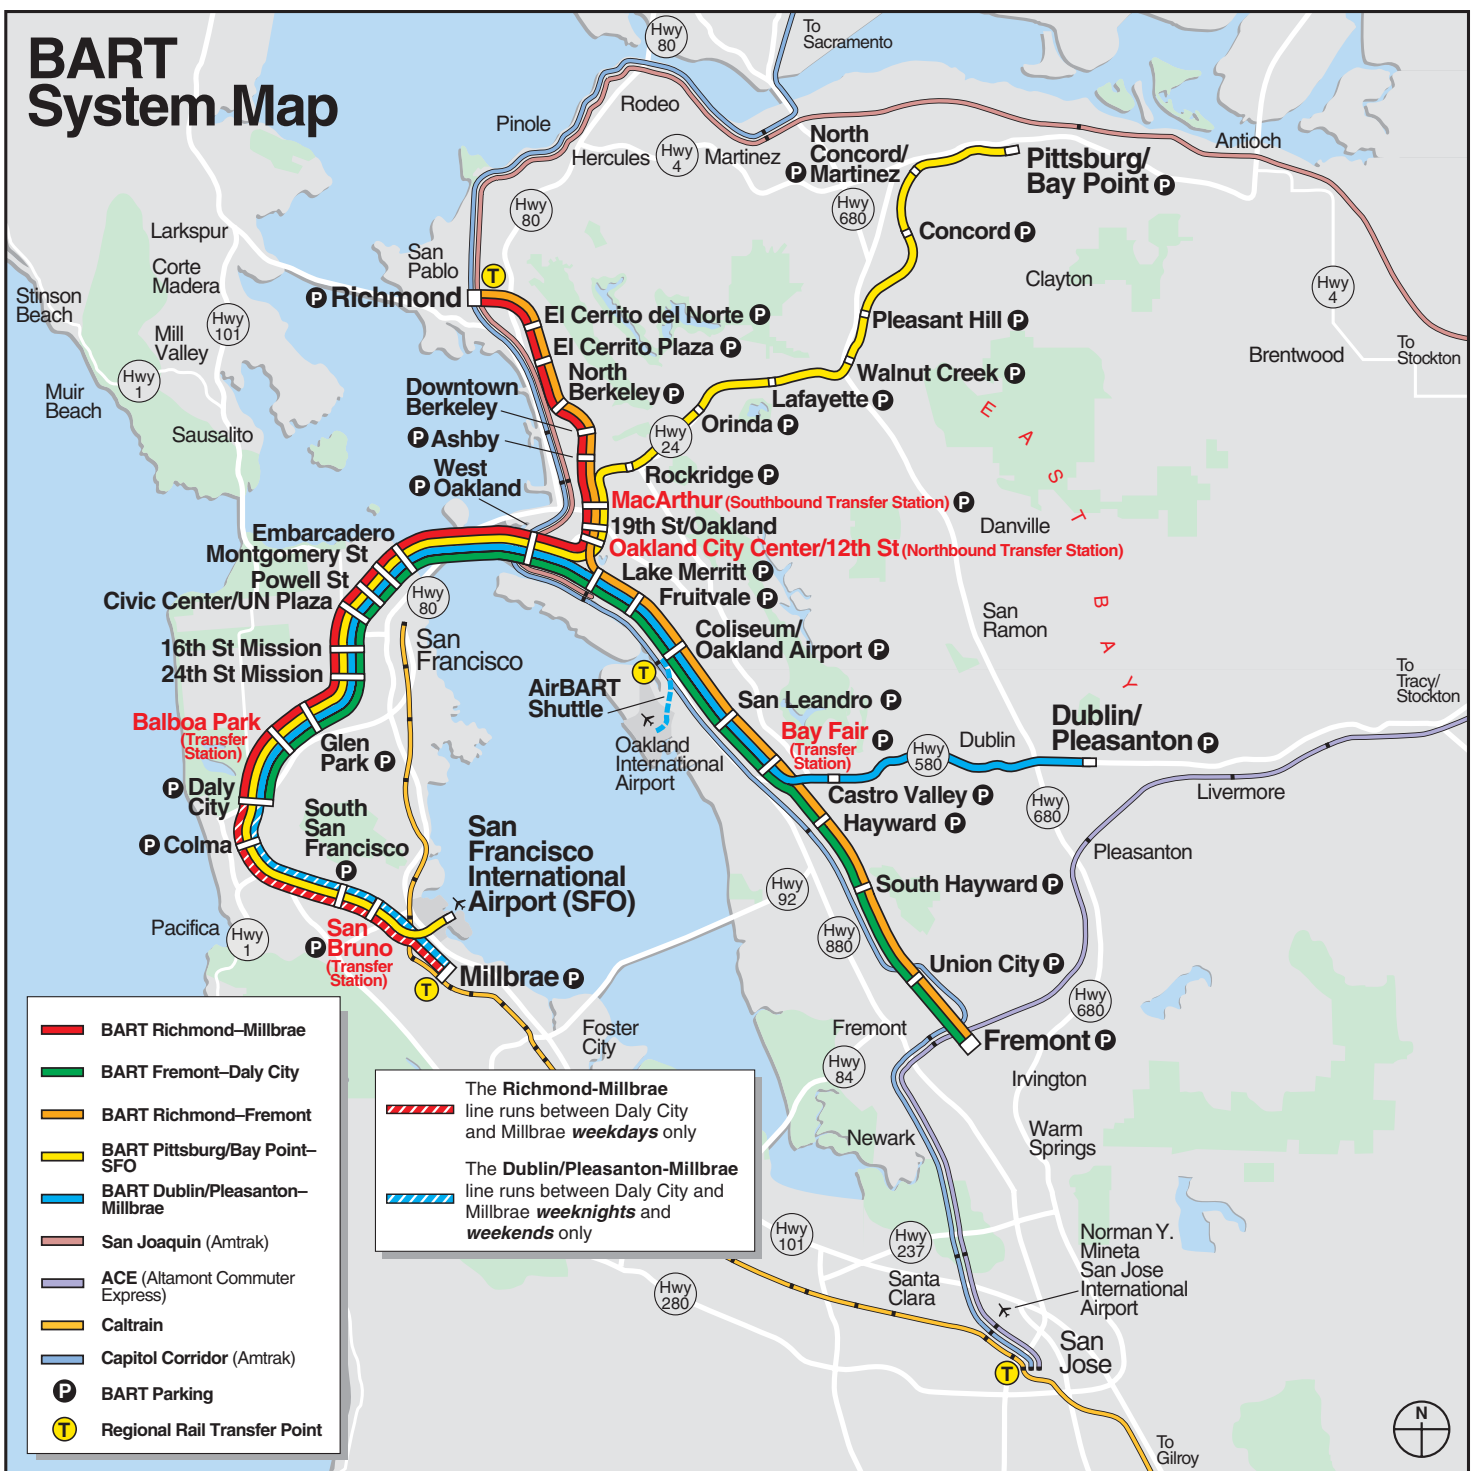 BART
System Map
Hwy
80
To
Sacramento
Rodeo
Pinole
Hercules
Hwy
4
Martinez
North
Concord/
Martinez
P
Antioch
Pittsburg/
Bay Point P
Hwy
80
Hwy
680
Concord P
Larkspur
Corte
Madera
San
Pablo
Clayton
Stinson
Beach
Hwy
101
Mill
Valley
Hwy
1
Muir
Beach
Sausalito
T
P Richmond
El Cerrito del Norte P
El Cerrito Plaza P
North
Berkeley P
Downtown
Berkeley
P Ashby
West
P Oakland
Pleasant Hill P
Walnut Creek P
Lafayette P
Orinda P
Hwy
24
Rockridge P
Hwy
4
Brentwood
To
Stockton
MacArthur (Southbound Transfer Station) P
19th St/Oakland
Oakland City Center/12th St (Northbound Transfer Station)
Lake Merritt P
Fruitvale P
Danville
EAST BAY
San
Ramon
Embarcadero
Montgomery St
Powell St
Civic Center/UN Plaza
16th St Mission
24th St Mission
Hwy
80
San
Francisco
Coliseum/
Oakland Airport P
T
AirBART
Shuttle
Oakland
International
Airport
San Leandro P
Bay Fair P
(Transfer
Station)
Hwy
580
Dublin
Dublin/
Pleasanton P
To
Tracy/
Stockton
Balboa Park
(Transfer
Station)
Glen
Park P
P Daly
City
P Colma
South
San
Francisco
P
San
Francisco
International
Airport (SFO)
Castro Valley P
Hayward P
Hwy
680
Livermore
Pleasanton
South Hayward P
Hwy
92
Hwy
880
Union City P
Pacifica
Hwy
1
P San
Bruno
(Transfer
Station)
T
Millbrae P
Foster
City
Fremont
Hwy
84
Hwy
680
Fremont P
Irvington
Newark
Warm
Springs
BART Richmond–Millbrae
BART Fremont–Daly City
BART Richmond–Fremont
BART Pittsburg/Bay Point–
SFO
BART Dublin/Pleasanton–
Millbrae
San Joaquin (Amtrak)
ACE (Altamont Commuter
Express)
Caltrain
Capitol Corridor (Amtrak)
P BART Parking
T Regional Rail Transfer Point
The Richmond-Millbrae
line runs between Daly City
and Millbrae weekdays only
The Dublin/Pleasanton-Millbrae
line runs between Daly City and
Millbrae weeknights and
weekends only
Hwy
101
Hwy
237
Hwy
280
Santa
Clara
Norman Y.
Mineta
San Jose
International
Airport
San
Jose
T
To
Gilroy
N